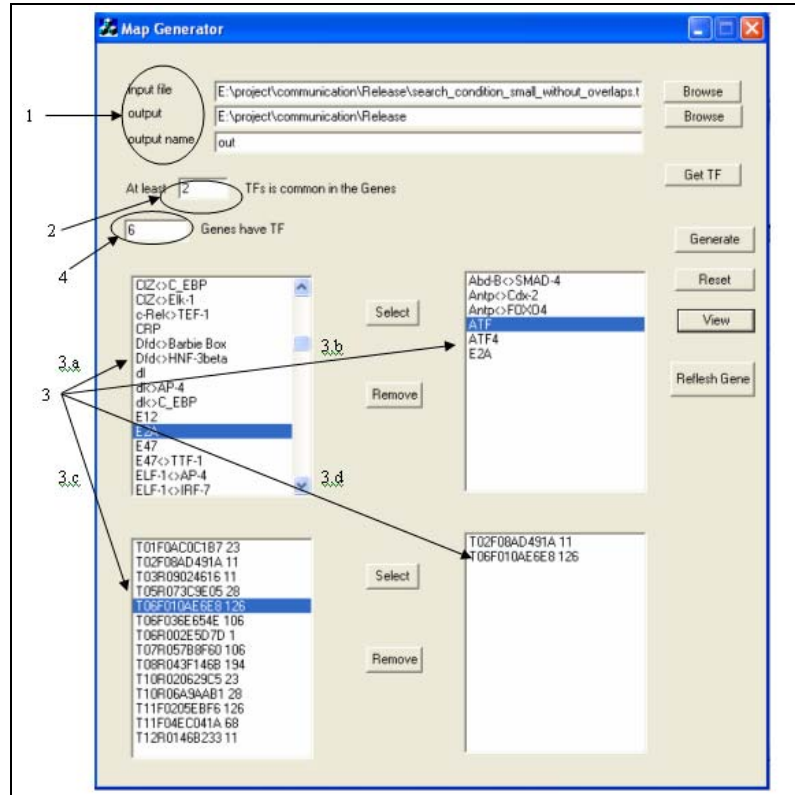 Map Generator
input file
E:\project\communication\Release\search_condition_small_without_overlaps.t
Browse
1
output
E:\project\communication\Release
Browse
output name
out
At least
2
TFs is common in the Genes
Get TF
2
6
Genes have TF
4
Generate
CIZ<>C_EBP
CIZ<>Elk-1
c-Rel<>TEF-1
CRP
Dfd<>Barbie Box
Dfd<>HNF-3beta
dl
dl<>AP-4
dl<>C_EBP
E12
E2A
E47
E47<>TTF-1
ELF-1<>AP-4
ELF-1<>IRF-7
Select
Remove
Abd-B<>SMAD-4
Antp<>Cdx-2
Antp<>FOXO4
ATF
ATF4
E2A
Reset
View
Reflesh Gene
3.a
3.b
3
3.c
3.d
T01F0AC0C1B7 23
T02F08AD491A 11
T03R09024616 11
T05R073C9E05 28
T06F010AE6E8 126
T06F036E654E 106
T06R002E5D7D 1
T07R057B8F60 106
T08R043F146B 194
T10R020629C5 23
T10R06A9AAB1 28
T11F0205EBF6 126
T11F04EC041A 68
T12R0146B233 11
Select
Remove
T02F08AD491A 11
T06F010AE6E8 126